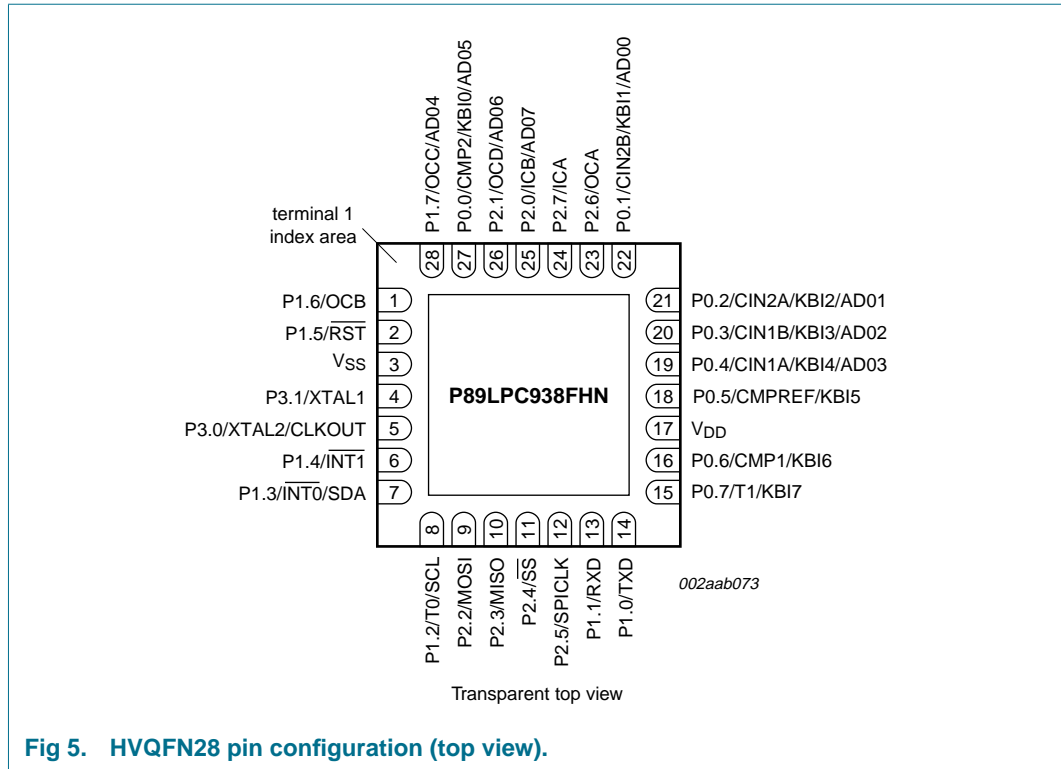 P1.7/OCC/AD04
P0.0/CMP2/KBI0/AD05
P2.1/OCD/AD06
P2.0/ICB/AD07
P2.7/ICA
P2.6/OCA
P0.1/CIN2B/KBI1/AD00
terminal 1
index area
28
27
26
25
24
23
22
P1.6/OCB 1
P1.5/RST 2
VSS 3
P3.1/XTAL1 4
P3.0/XTAL2/CLKOUT 5
P1.4/INT1 6
P1.3/INT0/SDA 7
P89LPC938FHN
21 P0.2/CIN2A/KBI2/AD01
20 P0.3/CIN1B/KBI3/AD02
19 P0.4/CIN1A/KBI4/AD03
18 P0.5/CMPREF/KBI5
17 VDD
16 P0.6/CMP1/KBI6
15 P0.7/T1/KBI7
8
9
10
11
12
13
14
P1.2/T0/SCL
P2.2/MOSI
P2.3/MISO
P2.4/SS
P2.5/SPICLK
P1.1/RXD
P1.0/TXD
002aab073
Transparent top view
Fig 5. HVQFN28 pin configuration (top view).